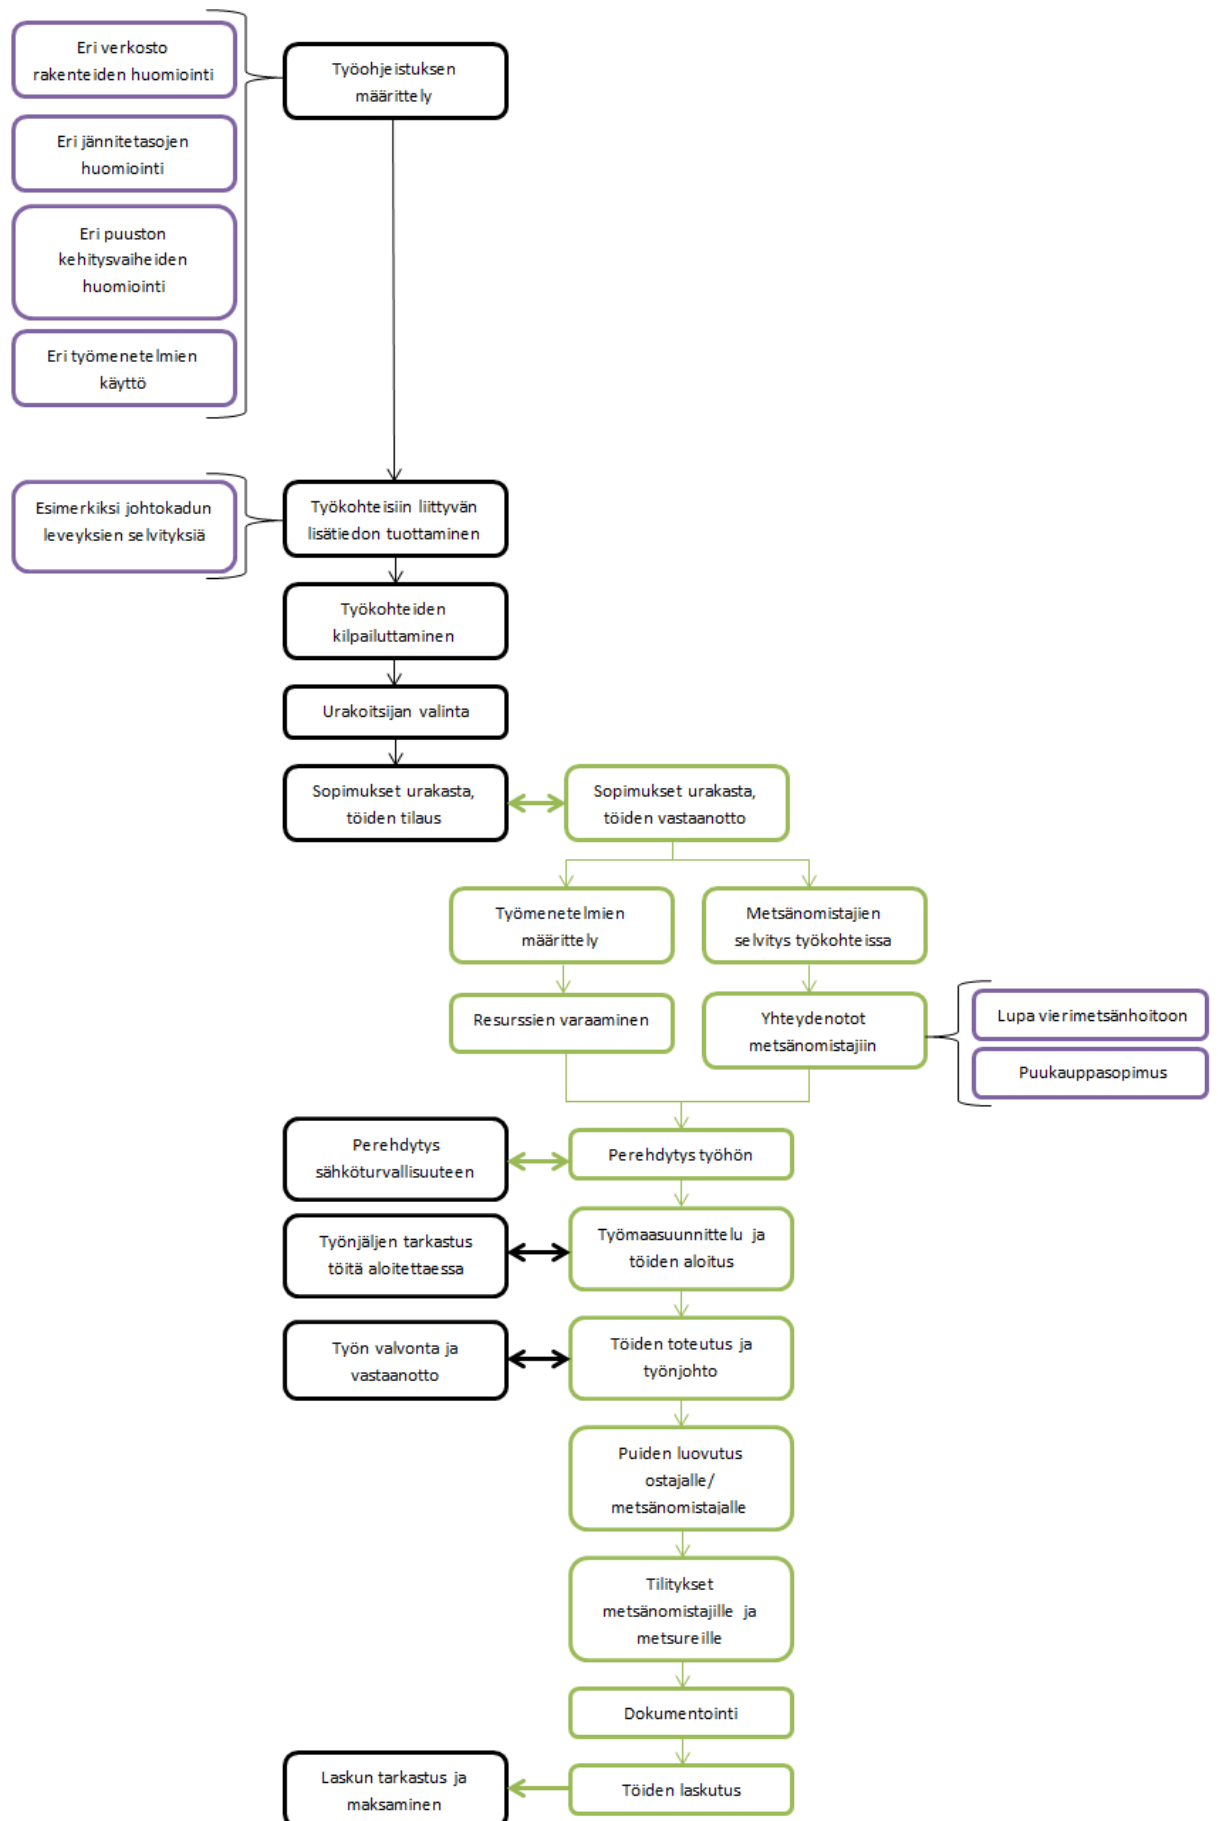 Eri verkosto
rakenteiden huomiointi
Työohjeistuksen
määrittely
Eri jännitetasojen
huomiointi
Eri puuston
kehitysvaiheiden
huomiointi
Eri työmenetelmien
käyttö
Esimerkiksi johtokadun
leveyksien selvityksiä
Työkohteisiin liittyvän
lisätiedon tuottaminen
Työkohteiden
kilpailuttaminen
Urakoitsijan valinta
Sopimukset urakasta,
töiden tilaus
Sopimukset urakasta,
töiden vastaanotto
Työmenetelmien
määrittely
Metsänomistajien
selvitys työkohteissa
Resurssien varaaminen
Yhteydenotot
metsänomistajiin
Lupa vierimetsänhoitoon
Puukauppasopimus
Perehdytys
sähköturvallisuuteen
Perehdytys työhön
Työnjäljen tarkastus
töitä aloitettaessa
Työmaasuunnittelu ja
töiden aloitus
Työn valvonta ja
vastaanotto
Töiden toteutus ja
työnjohto
Puiden luovutus
ostajalle/
metsänomistajalle
Tilitykset
metsänomistajille ja
metsureille
Dokumentointi
Laskun tarkastus ja
maksaminen
Töiden laskutus